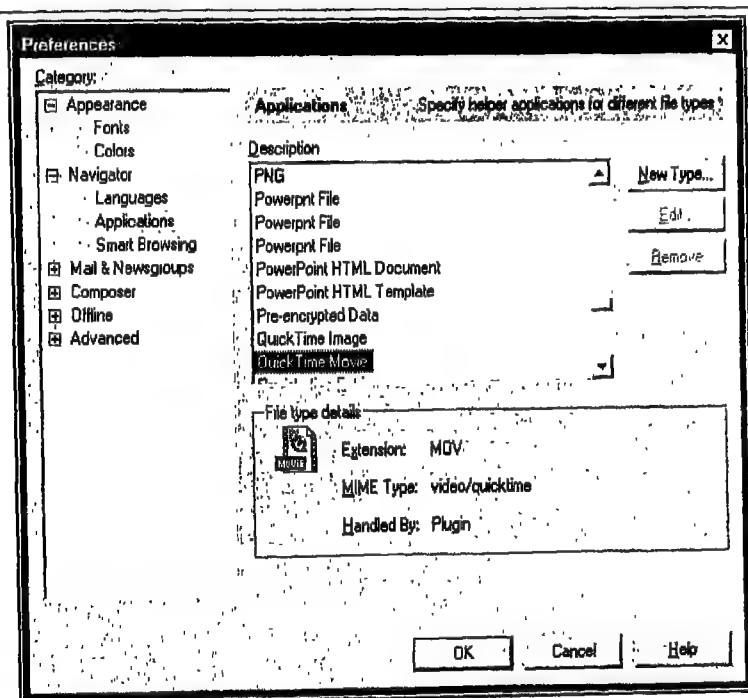 Preferences
Category:
Appearance
Fonts
Colors
Navigator
Languages
Applications
Smart Browsing
Mail & Newsgroups
Composer
Offline
Advanced
Applications Specify helper applications for different file types
Description
PNG
Powerpnt File
Powerpnt File
Powerpnt File
PowerPoint HTML Document
PowerPoint HTML Template
Pre-encrypted Data
QuickTime Image
QuickTime Movie
New Type...
Edit...
Remove
File type details
MOVIE
Extension: MOV
MIME Type: video/quicktime
Handled By: Plugin
OK Cancel Help